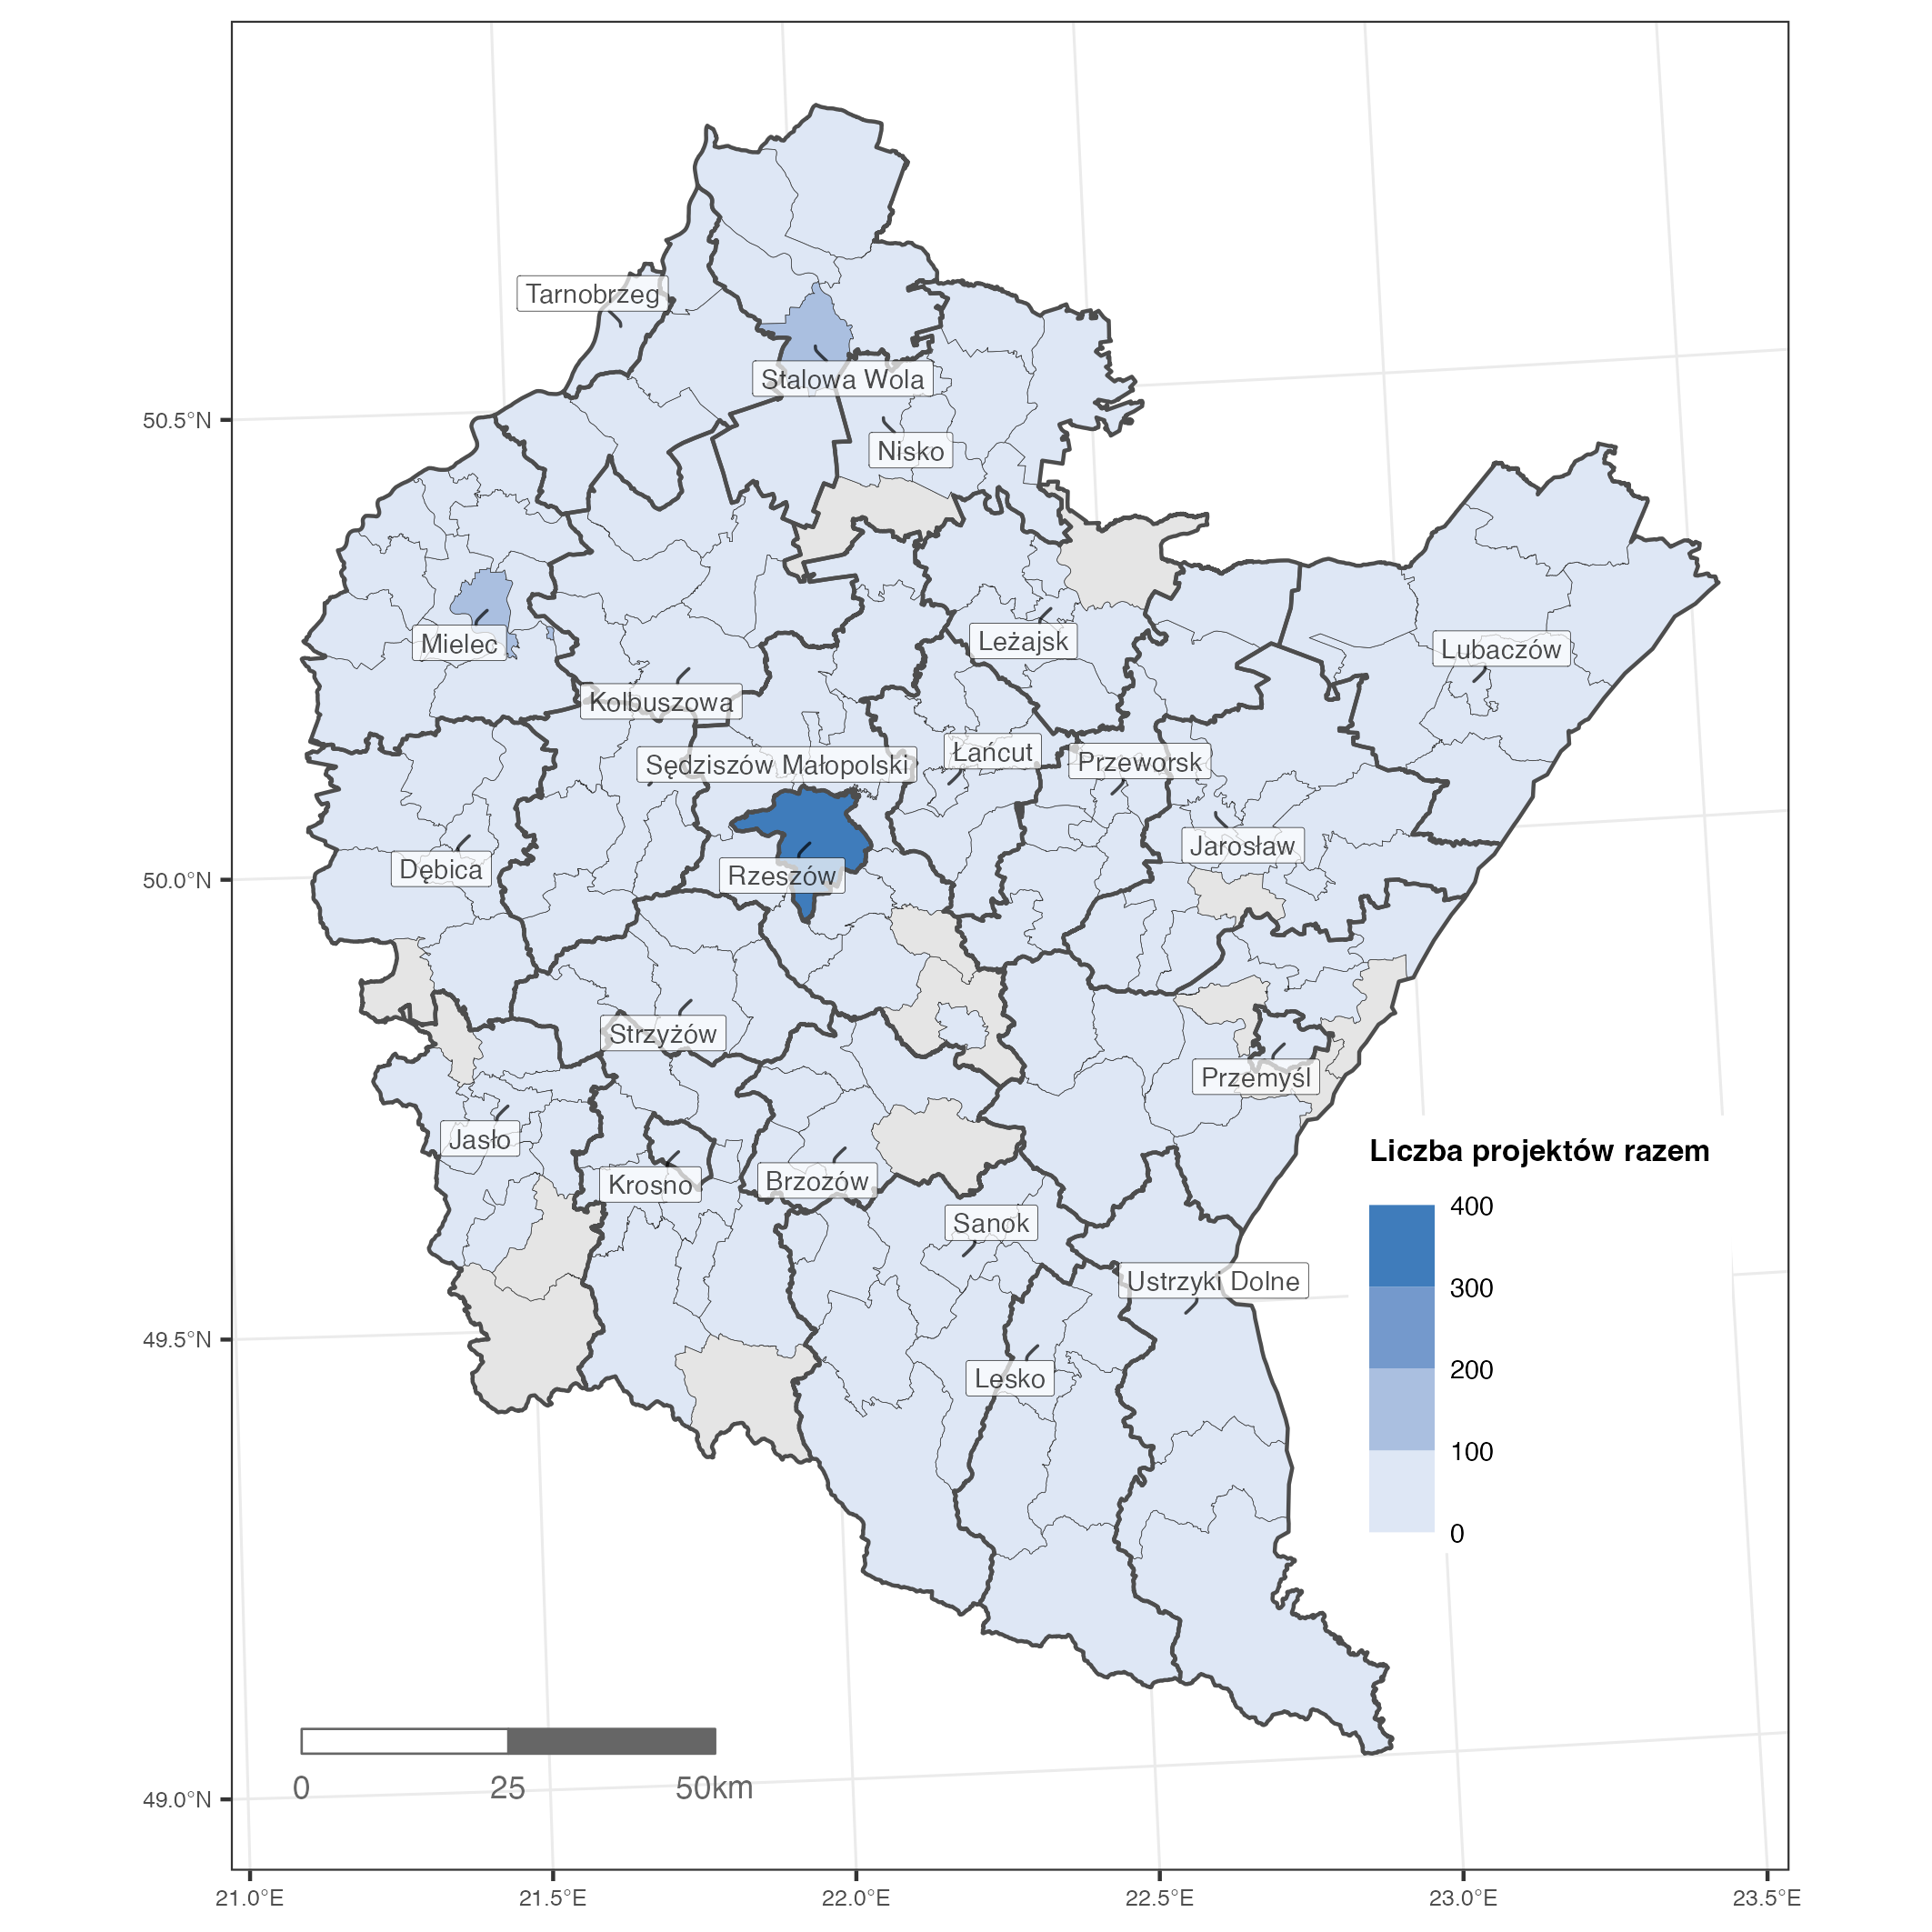 Tarnobrzeg
Stalowa Wola
50.5°N
Nisko
Mielec
Leżajsk
Lubaczów
Kolbuszowa
Sędziszów Małopolski
Łańcut
Przeworsk
Jarosław
Dębica
Rzeszów
50.0°N
Strzyżów
Przemyśl
Jasło
Krosno
Brzozów
Liczba projektów razem
400
Sanok
Ustrzyki Dolne
300
49.5°N
Lesko
200
100
0
0 25 50km
49.0°N
21.0°E 21.5°E 22.0°E 22.5°E 23.0°E 23.5°E